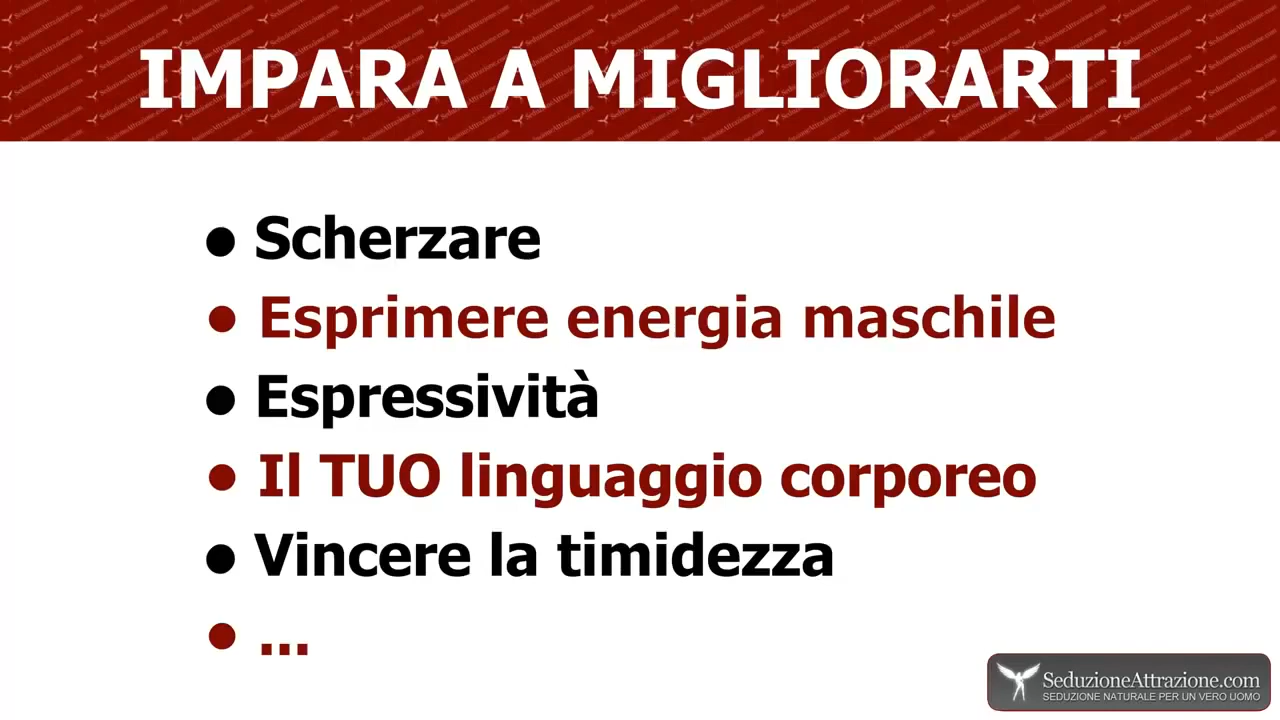 IMPARA A MIGLIORARTI
● Scherzare
● Esprimere energia maschile
● Espressività
● Il TUO linguaggio corporeo
● Vincere la timidezza
● ...
SeduzioneAttrazione.com
SEDUZIONE NATURALE PER UN VERO UOMO